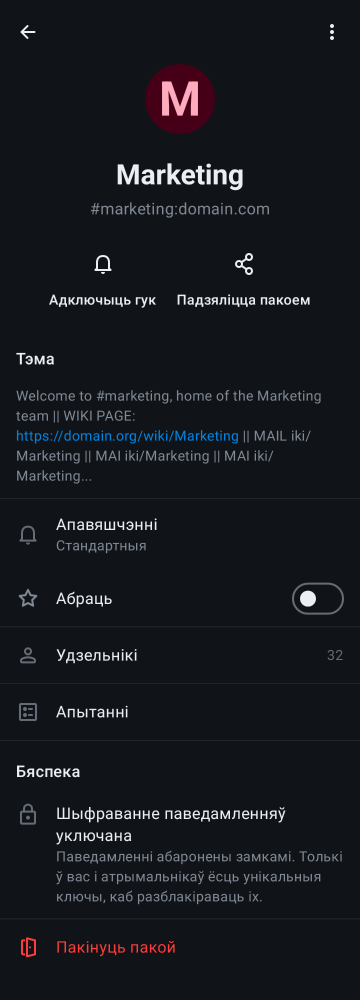 M
Marketing
#marketing:domain.com
Адключыць гук
Падзяліцца пакоем
Тэма
Welcome to #marketing, home of the Marketing
team || WIKI PAGE:
https://domain.org/wiki/Marketing || MAIL iki/
Marketing || MAI iki/Marketing || MAI iki/
Marketing...
Апавяшчэнні
Стандартныя
Абраць
Удзельнікі 32
Апытанні
Бяспека
Шыфраванне паведамленняў
уключана
Паведамленні абаронены замкамі. Толькі
ў вас і атрымальнікаў ёсць унікальныя
ключы, каб разблакіраваць іх.
Пакінуць пакой